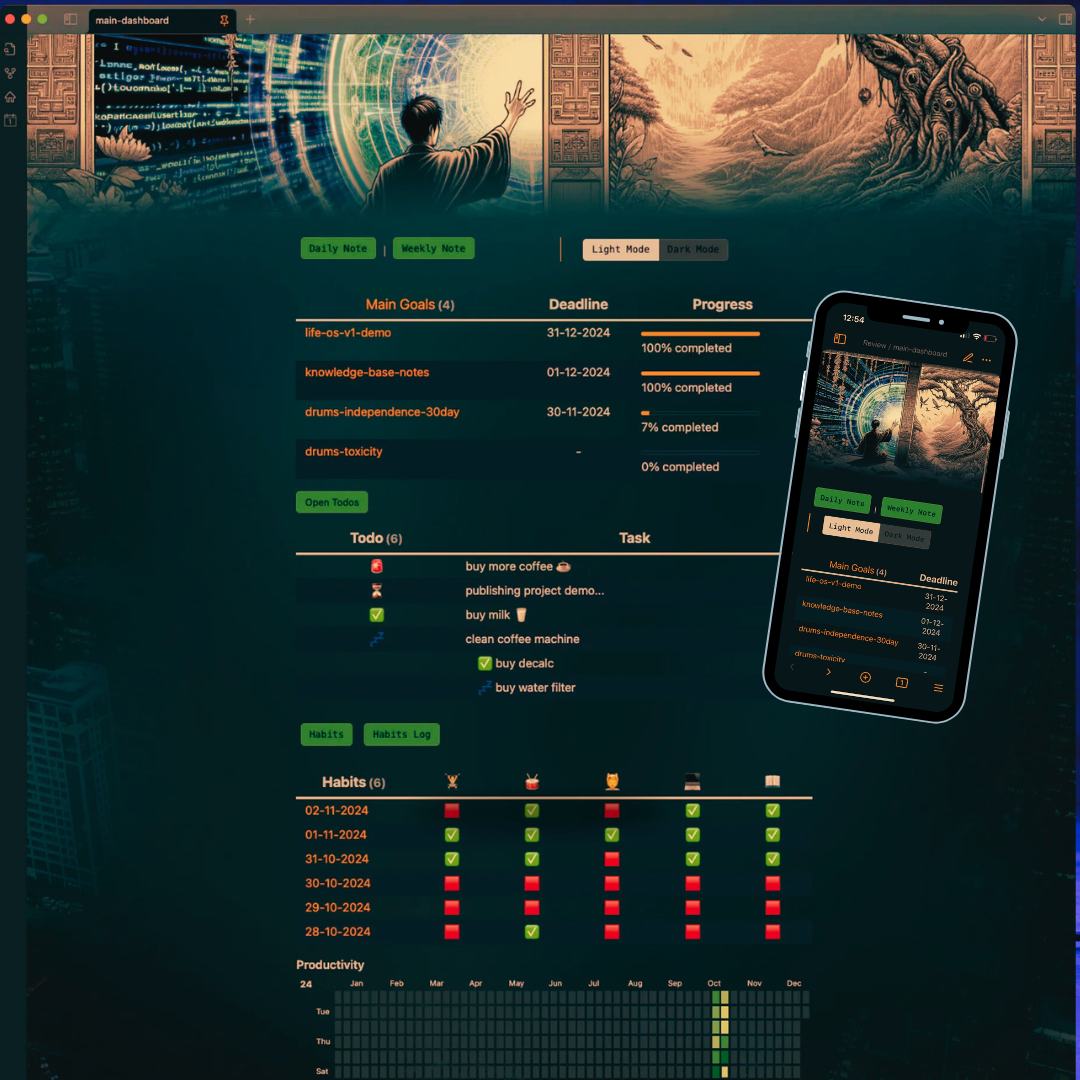 main-dashboard
Daily Note | Weekly Note
Light Mode Dark Mode
Main Goals (4) Deadline Progress
life-os-v1-demo 31-12-2024
100% completed
knowledge-base-notes 01-12-2024
100% completed
drums-independence-30day 30-11-2024
7% completed
drums-toxicity -
0% completed
Open Todos
Todo (6) Task
buy more coffee ☕
publishing project demo...
✅ buy milk 🥛
💤 clean coffee machine
✅ buy decalc
💤 buy water filter
Habits Habits Log
Habits (6)
02-11-2024
01-11-2024
31-10-2024
30-10-2024
29-10-2024
28-10-2024
Productivity
24 Jan Feb Mar Apr May Jun Jul Aug Sep Oct Nov Dec
Tue
Thu
Sat
12:54
Review / main-dashboard
Daily Note | Weekly Note
Light Mode Dark Mode
Main Goals (4) Deadline
life-os-v1-demo 31-12-
2024
knowledge-base-notes 01-12-
2024
drums-independence-30day 30-11-
2024
drums-toxicity -
1